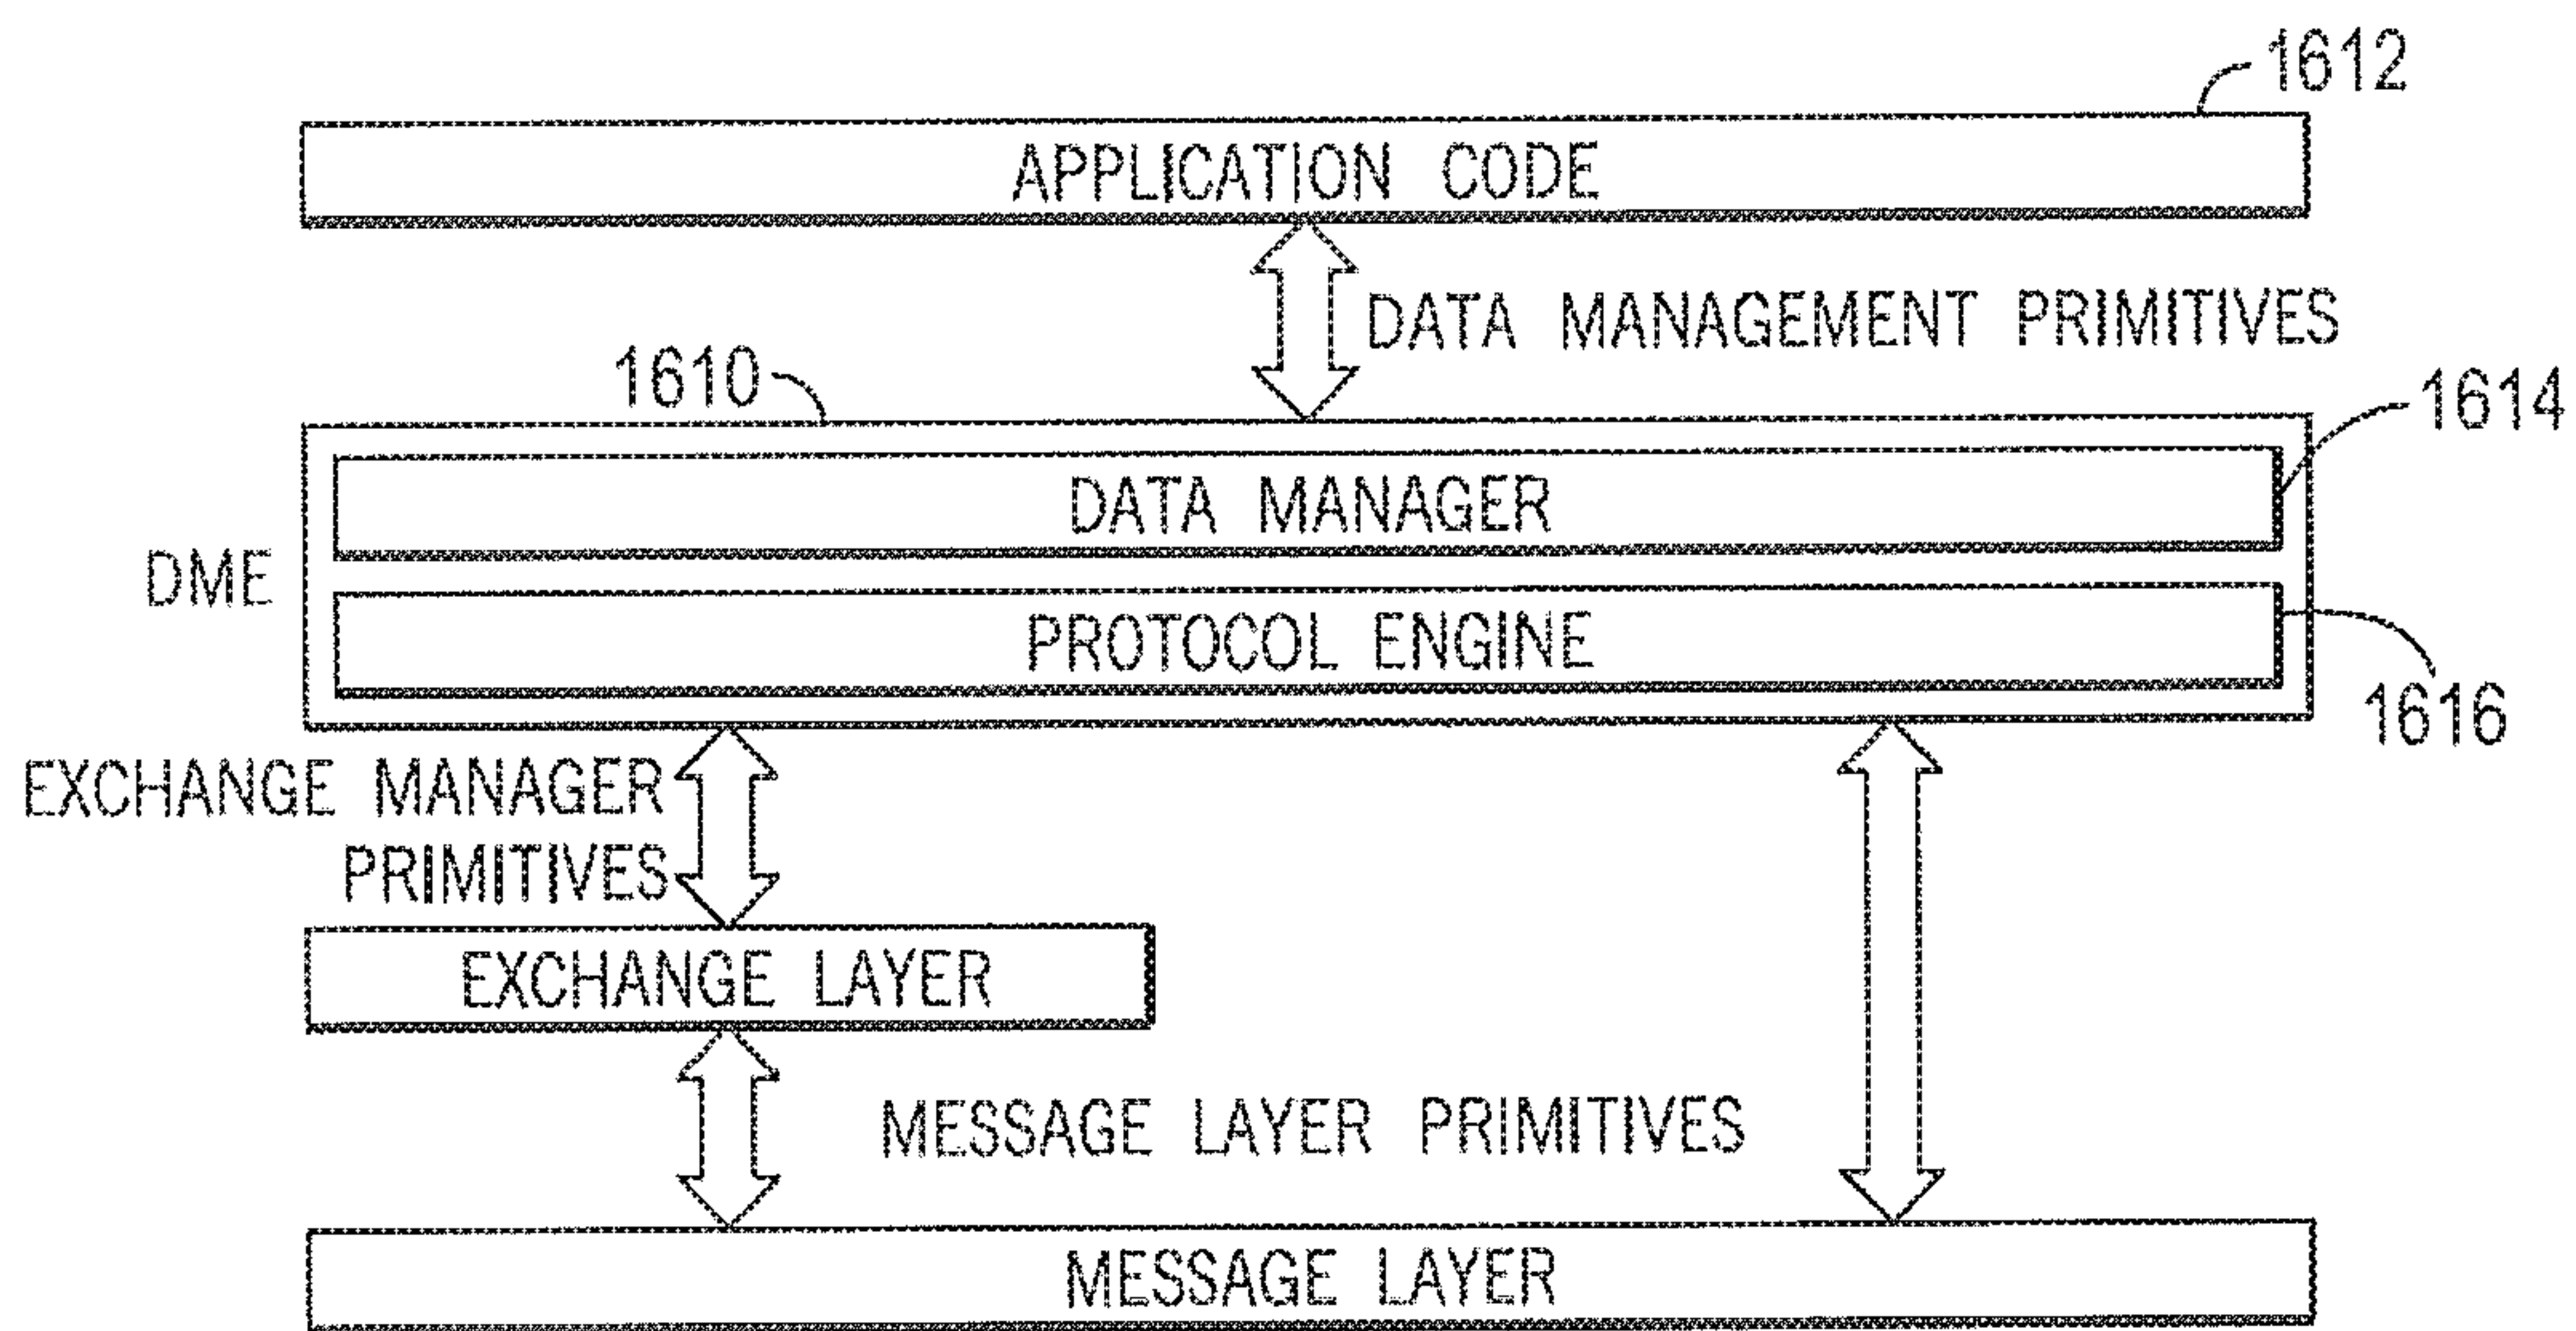 1612
APPLICATION CODE
DATA MANAGEMENT PRIMITIVES
1610
1614
DATA MANAGER
DME
PROTOCOL ENGINE
1616
EXCHANGE MANAGER
PRIMITIVES
EXCHANGE LAYER
MESSAGE LAYER PRIMITIVES
MESSAGE LAYER